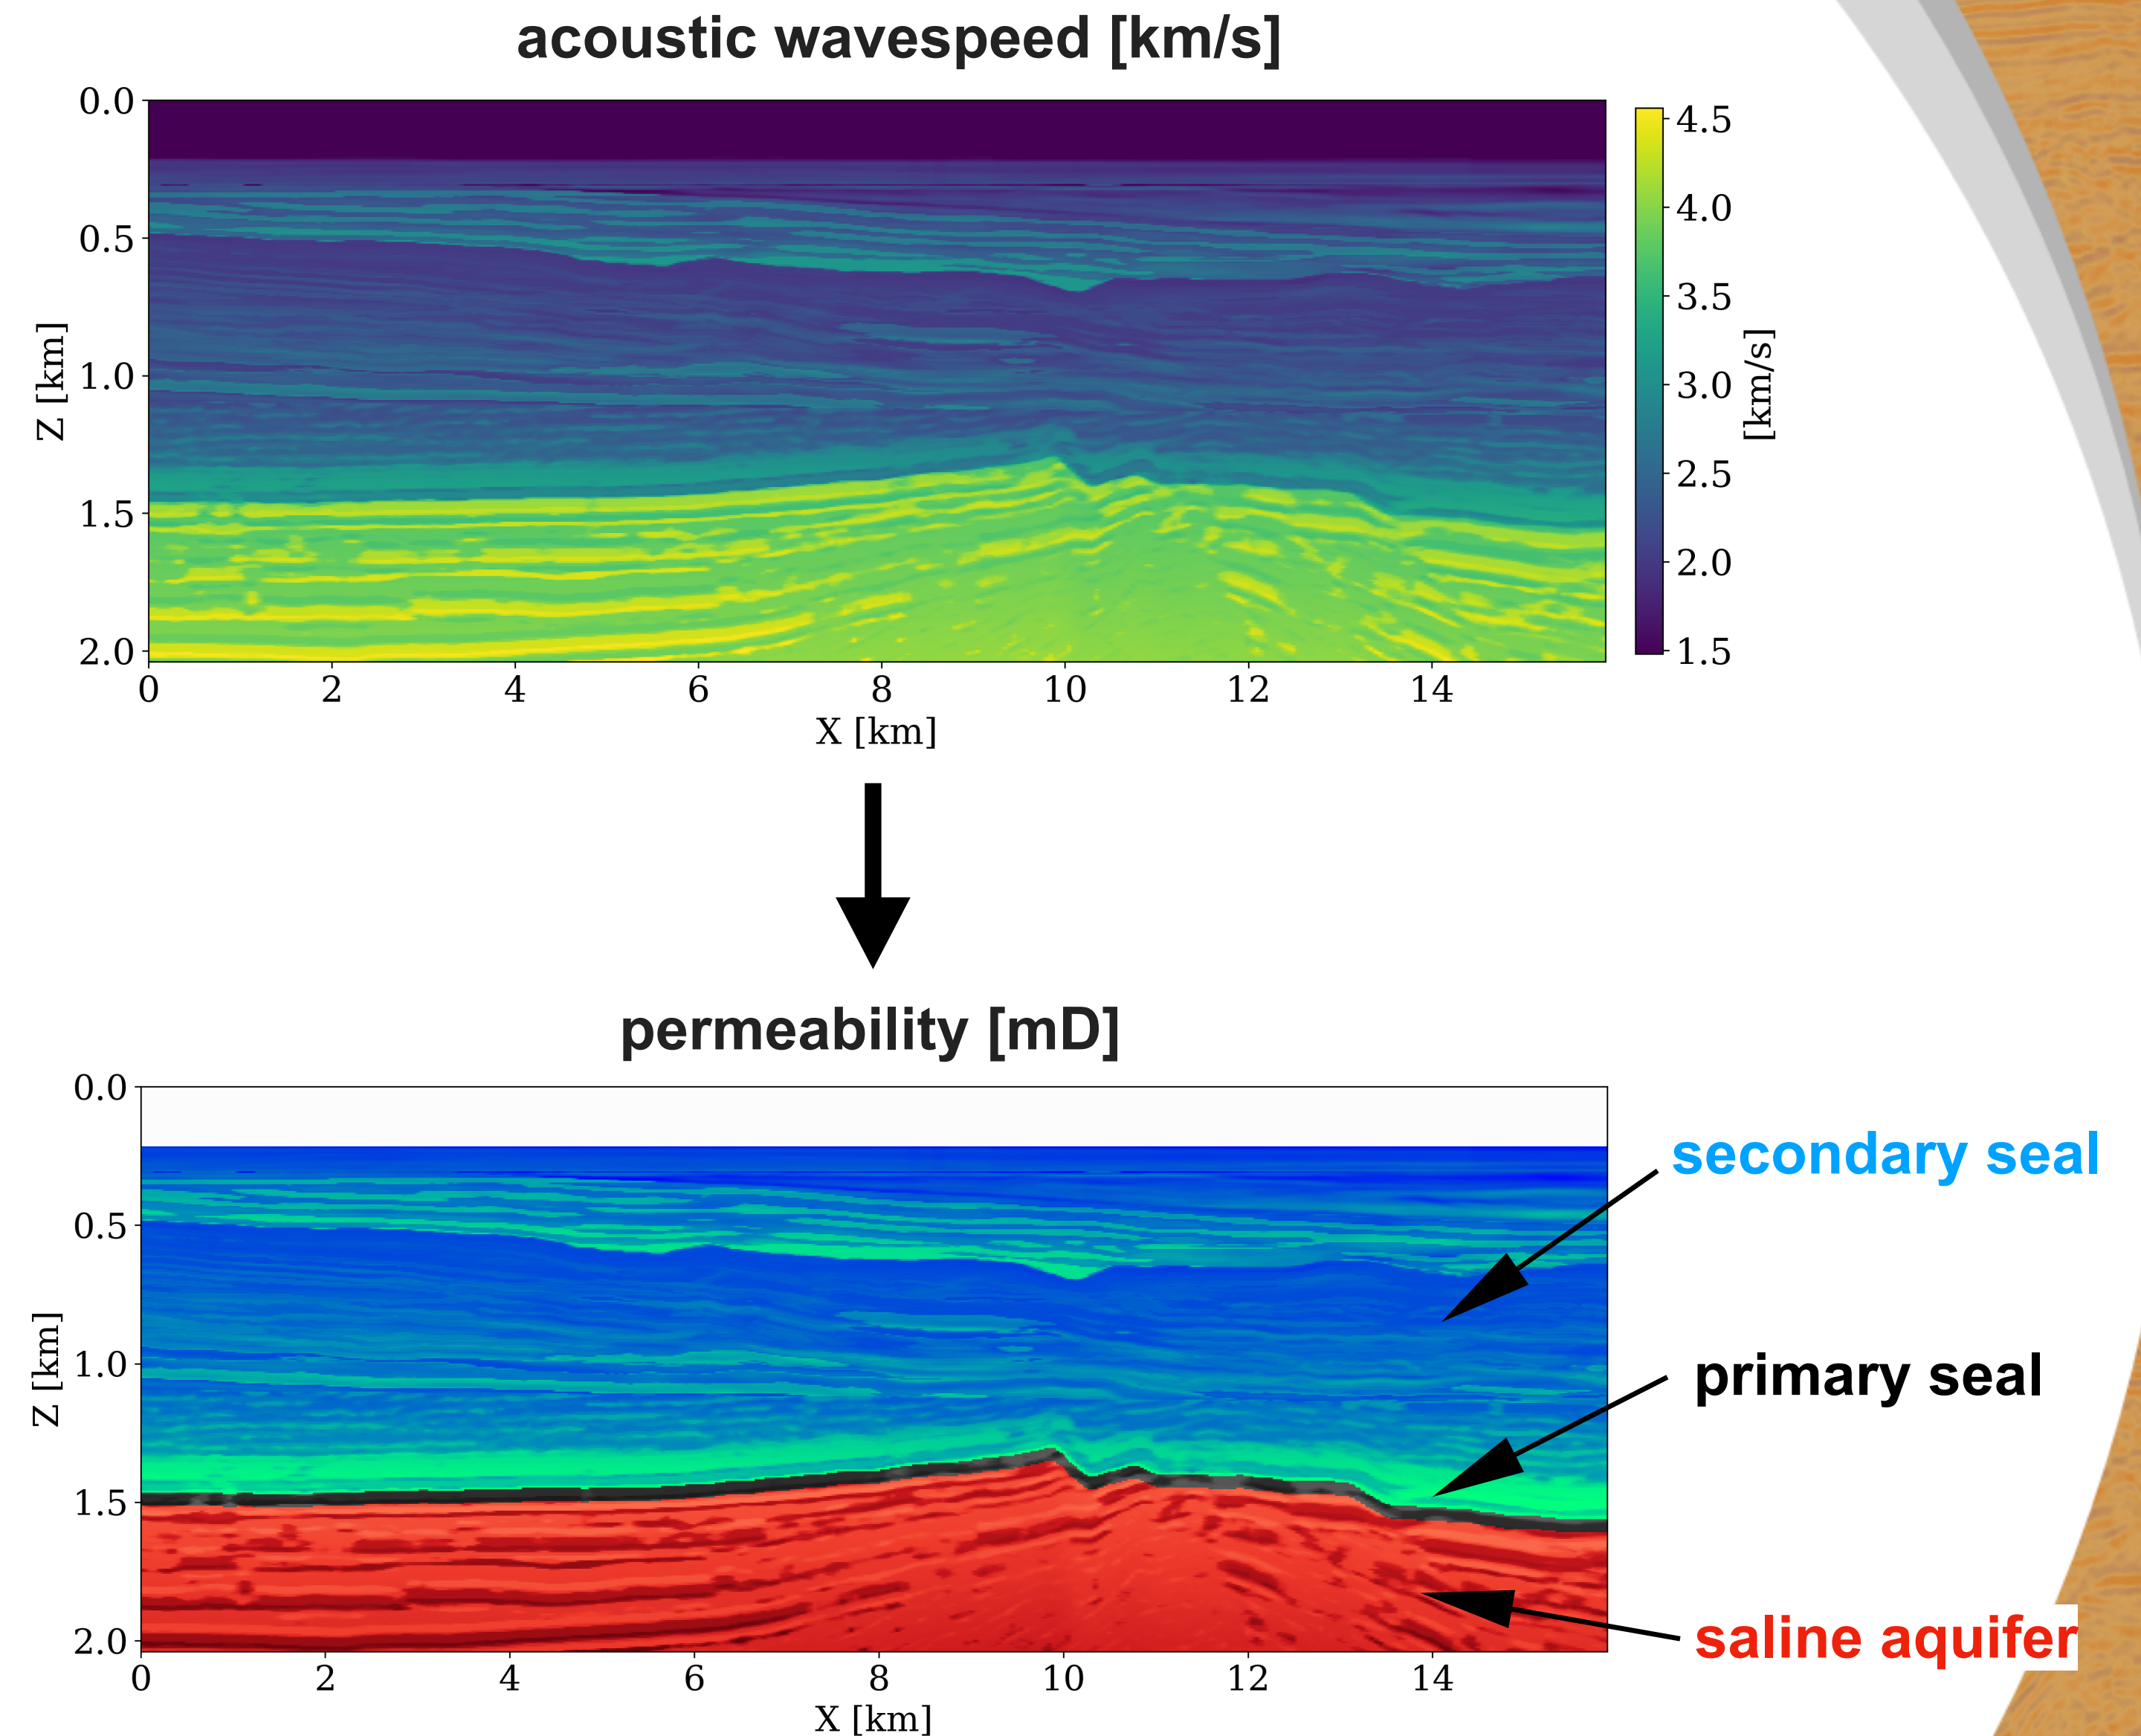 acoustic wavespeed [km/s]
0.0
0.5
1.0
1.5
2.0
Z [km]
0 2 4 6 8 10 12 14
X [km]
4.5
4.0
3.5
3.0
2.5
2.0
1.5
[km/s]
permeability [mD]
0.0
0.5
1.0
1.5
2.0
Z [km]
0 2 4 6 8 10 12 14
X [km]
secondary seal
primary seal
saline aquifer